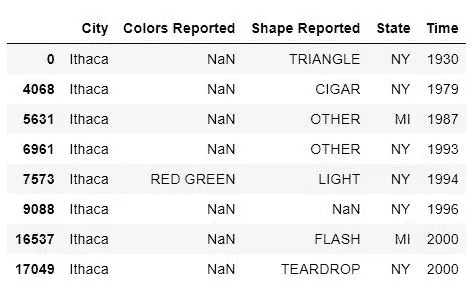 City Colors Reported Shape Reported State Time
0 Ithaca NaN TRIANGLE NY 1930
4068 Ithaca NaN CIGAR NY 1979
5631 Ithaca NaN OTHER MI 1987
6961 Ithaca NaN OTHER NY 1993
7573 Ithaca RED GREEN LIGHT NY 1994
9088 Ithaca NaN NaN NY 1996
16537 Ithaca NaN FLASH MI 2000
17049 Ithaca NaN TEARDROP NY 2000